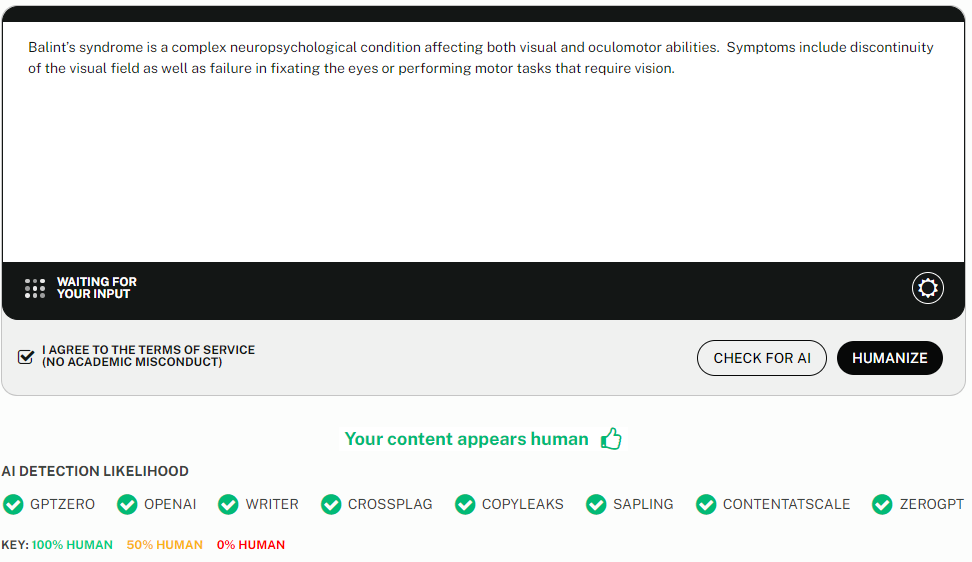 Balint's syndrome is a complex neuropsychological condition affecting both visual and oculomotor abilities.  Symptoms include discontinuity
of the visual field as well as failure in fixating the eyes or performing motor tasks that require vision.
WAITING FOR
YOUR INPUT
I AGREE TO THE TERMS OF SERVICE
(NO ACADEMIC MISCONDUCT)
CHECK FOR AI
HUMANIZE
Your content appears human
AI DETECTION LIKELIHOOD
GPTZERO OPENAI WRITER CROSSPLAG COPYLEAKS SAPLING CONTENTATSCALE ZEROGPT
KEY: 100% HUMAN 50% HUMAN 0% HUMAN